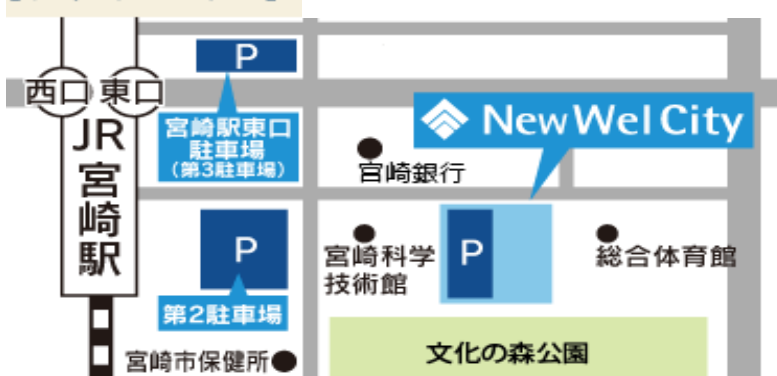 P
西口
東口
JR
宮崎駅
宮崎駅東口
駐車場
(第3駐車場)
New Wel City
宮崎銀行
P
第2駐車場
宮崎科学
技術館
P
総合体育館
宮崎市保健所
文化の森公園